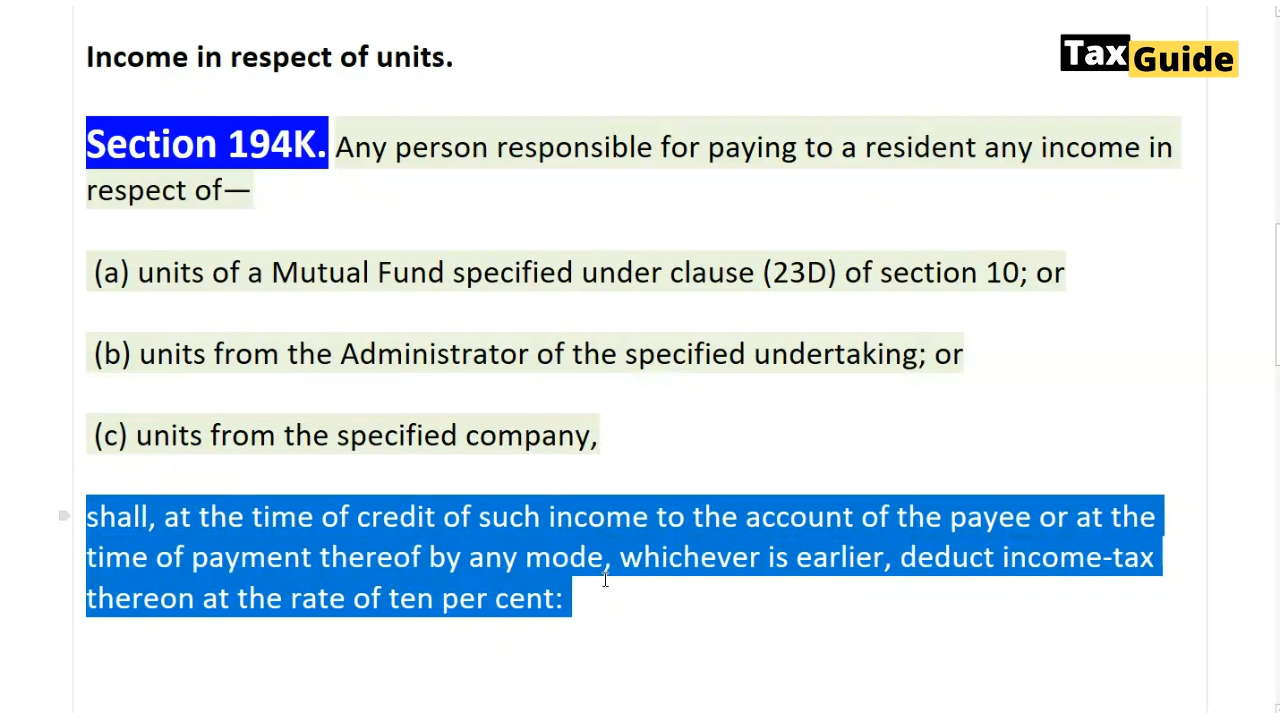 Income in respect of units.
Tax Guide
Section 194K. Any person responsible for paying to a resident any income in
respect of—
(a) units of a Mutual Fund specified under clause (23D) of section 10; or
(b) units from the Administrator of the specified undertaking; or
(c) units from the specified company,
shall, at the time of credit of such income to the account of the payee or at the
time of payment thereof by any mode, whichever is earlier, deduct income-tax
thereon at the rate of ten per cent: